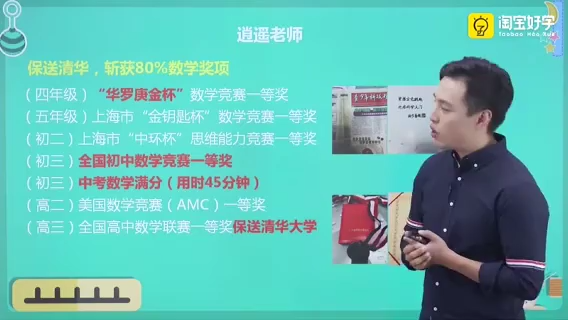 逍遥老师
淘宝好学
Taobao Hao Xue
保送清华，斩获80%数学奖项
（四年级）“华罗庚金杯”数学竞赛一等奖
（五年级）上海市“金钥匙杯”数学竞赛一等奖
（初二）上海市“中环杯”思维能力竞赛一等奖
（初三）全国初中数学竞赛一等奖
（初三）中考数学满分（用时45分钟）
（高二）美国数学竞赛（AMC）一等奖
（高三）全国高中数学联赛一等奖保送清华大学